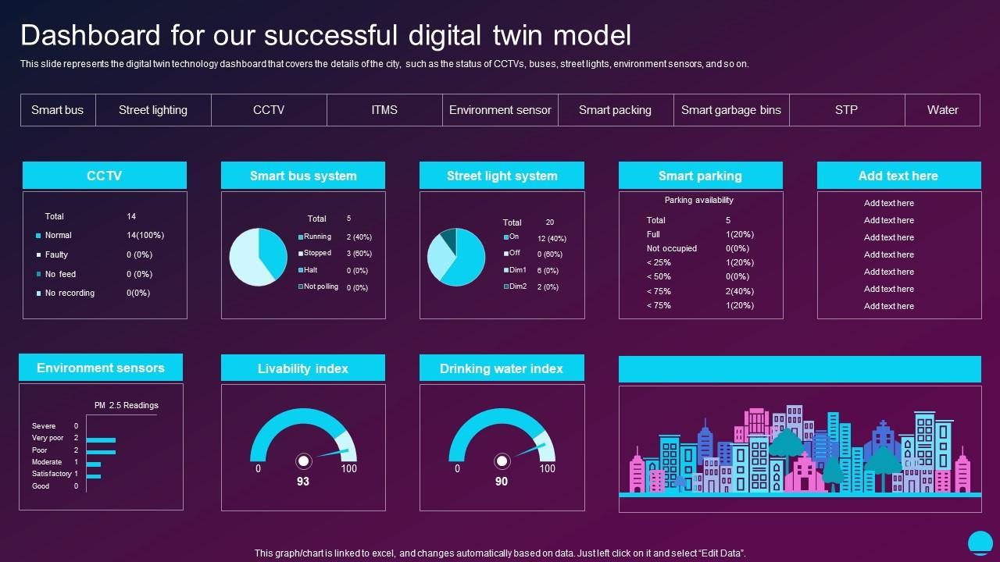 Dashboard for our successful digital twin model
This slide represents the digital twin technology dashboard that covers the details of the city, such as the status of CCTVs, buses, street lights, environment sensors, and so on.
Smart bus Street lighting CCTV ITMS Environment sensor Smart packing Smart garbage bins STP Water
CCTV
Total 14
Normal 14(100%)
Faulty 0 (0%)
No feed 0 (0%)
No recording 0(0%)
Smart bus system
Total 5
Running 2 (40%)
Stopped 3 (60%)
Halt 0 (0%)
Not polling 0 (0%)
Street light system
Total 20
On 12 (40%)
Off 0 (60%)
Dim1 6 (0%)
Dim2 2 (0%)
Smart parking
Parking availability
Total 5
Full 1(20%)
Not occupied 0(0%)
< 25% 1(20%)
< 50% 0(0%)
< 75% 2(40%)
< 75% 1(20%)
Add text here
Add text here
Add text here
Add text here
Add text here
Add text here
Add text here
Add text here
Environment sensors
PM 2.5 Readings
Severe 0
Very poor 2
Poor 2
Moderate 1
Satisfactory 1
Good 0
Livability index
0 100
93
Drinking water index
0 100
90
This graph/chart is linked to excel, and changes automatically based on data. Just left click on it and select “Edit Data”.